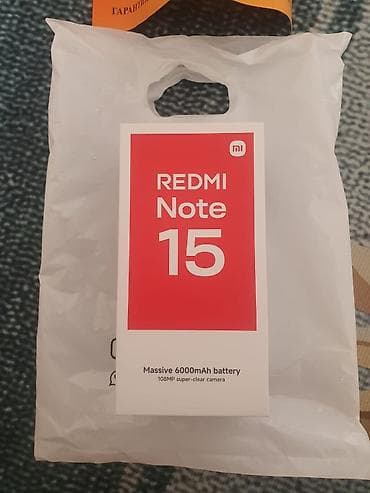 ГАРАНТИ
mi
REDMI
Note
15
Massive 6000mAh battery
108MP super-clear camera